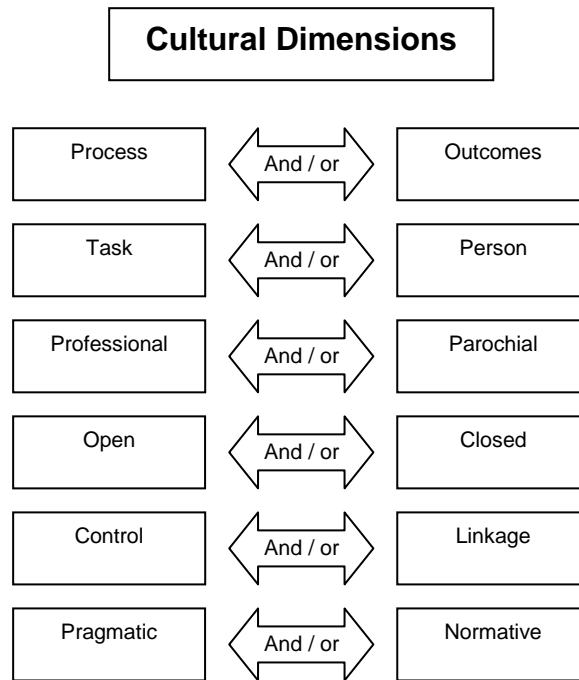 Cultural Dimensions
Process And / or Outcomes
Task And / or Person
Professional And / or Parochial
Open And / or Closed
Control And / or Linkage
Pragmatic And / or Normative